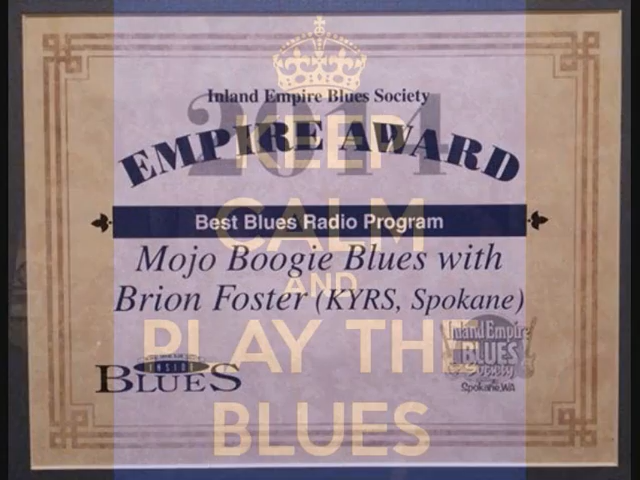 Inland Empire Blues Society
2014
EMPIRE AWARD
KEEP
Best Blues Radio Program
CALM
Mojo Boogie Blues with
AND
Brion Foster (KYRS, Spokane)
PLAY THE
Inland Empire
BLUES
Society
Spokane, WA
INSIDE
BLUES
BLUES